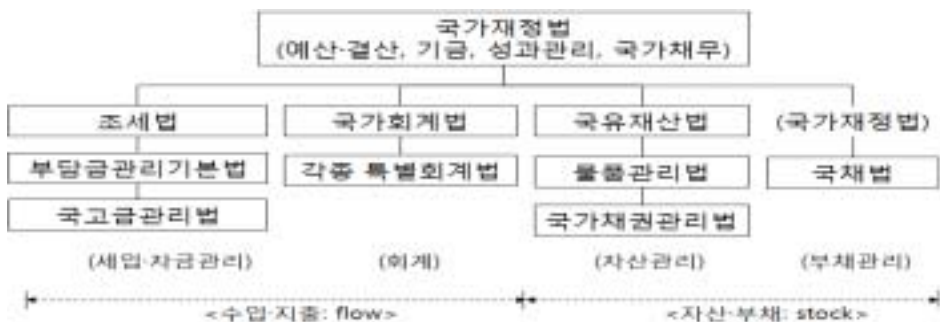 국가재정법
(예산·결산, 기금, 성과관리, 국가채무)
조세법 국가회계법 국유재산법 (국가재정법)
부담금관리기본법 각종 특별회계법 물품관리법 국채법
국고금관리법 국가채권관리법
(세입·자금관리) (회계) (자산관리) (부채관리)
<수입·지출: flow> <자산·부채: stock>